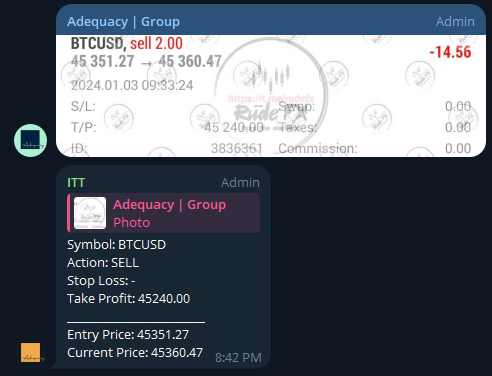 Adequacy | Group Admin
BTCUSD, sell 2.00
-14.56
45 351.27 → 45 360.47
2024.01.03 09:33:24
https://t.me/rudefx
S/L: Swap: 0.00
Rude FX
T/P: 45 240.00 Taxes: 0.00
ID: 3836361 Commission: 0.00
ITT Admin
Adequacy | Group
Photo
Symbol: BTCUSD
Action: SELL
Stop Loss: -
Take Profit: 45240.00
Entry Price: 45351.27
Current Price: 45360.47
8:42 PM